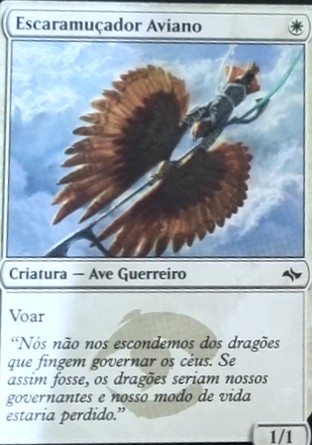 Escaramuçador Aviano
Criatura — Ave Guerreiro
Voar
"Nós não nos escondemos dos dragões
que fingem governar os céus. Se
assim fosse, os dragões seriam nossos
governantes e nosso modo de vida
estaria perdido."
1/1